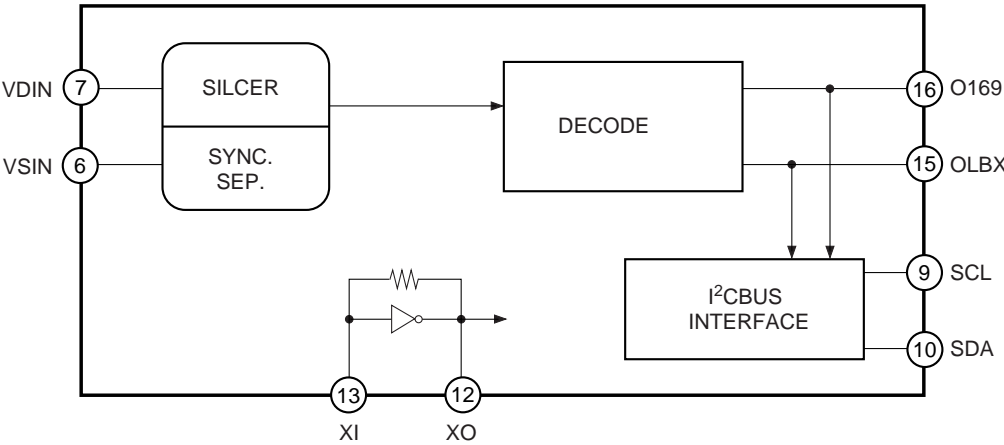 VDIN
7
SILCER
VSIN
6
SYNC.
SEP.
DECODE
16
O169
15
OLBX
I²CBUS
INTERFACE
9
SCL
10
SDA
13
XI
12
XO